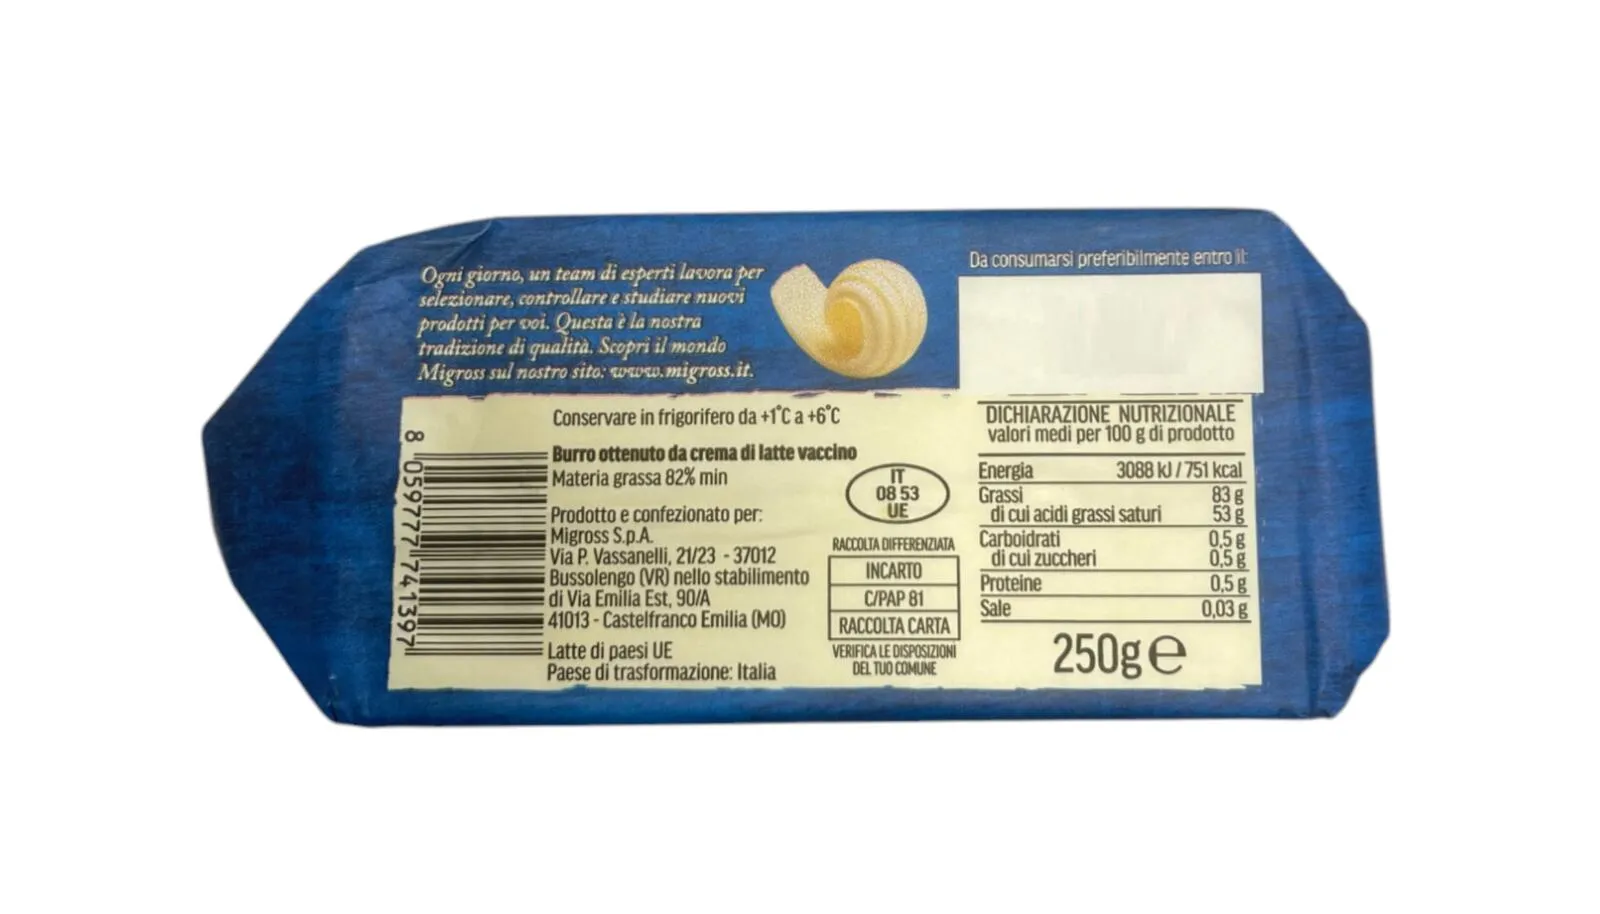 Ogni giorno, un team di esperti lavora per
selezionare, controllare e studiare nuovi
prodotti per voi. Questa è la nostra
tradizione di qualità. Scopri il mondo
Migross sul nostro sito: www.migross.it.
Da consumarsi preferibilmente entro il:
Conservare in frigorifero da +1°C a +6°C
Burro ottenuto da crema di latte vaccino
Materia grassa 82% min
Prodotto e confezionato per:
Migross S.p.A.
Via P. Vassanelli, 21/23 - 37012
Bussolengo (VR) nello stabilimento
di Via Emilia Est, 90/A
41013 - Castelfranco Emilia (MO)
Latte di paesi UE
Paese di trasformazione: Italia
8 059777 741397
IT
08 53
UE
RACCOLTA DIFFERENZIATA
INCARTO
C/PAP 81
RACCOLTA CARTA
VERIFICA LE DISPOSIZIONI
DEL TUO COMUNE
DICHIARAZIONE NUTRIZIONALE
valori medi per 100 g di prodotto
Energia 3088 kJ / 751 kcal
Grassi 83 g
di cui acidi grassi saturi 53 g
Carboidrati 0,5 g
di cui zuccheri 0,5 g
Proteine 0,5 g
Sale 0,03 g
250g e